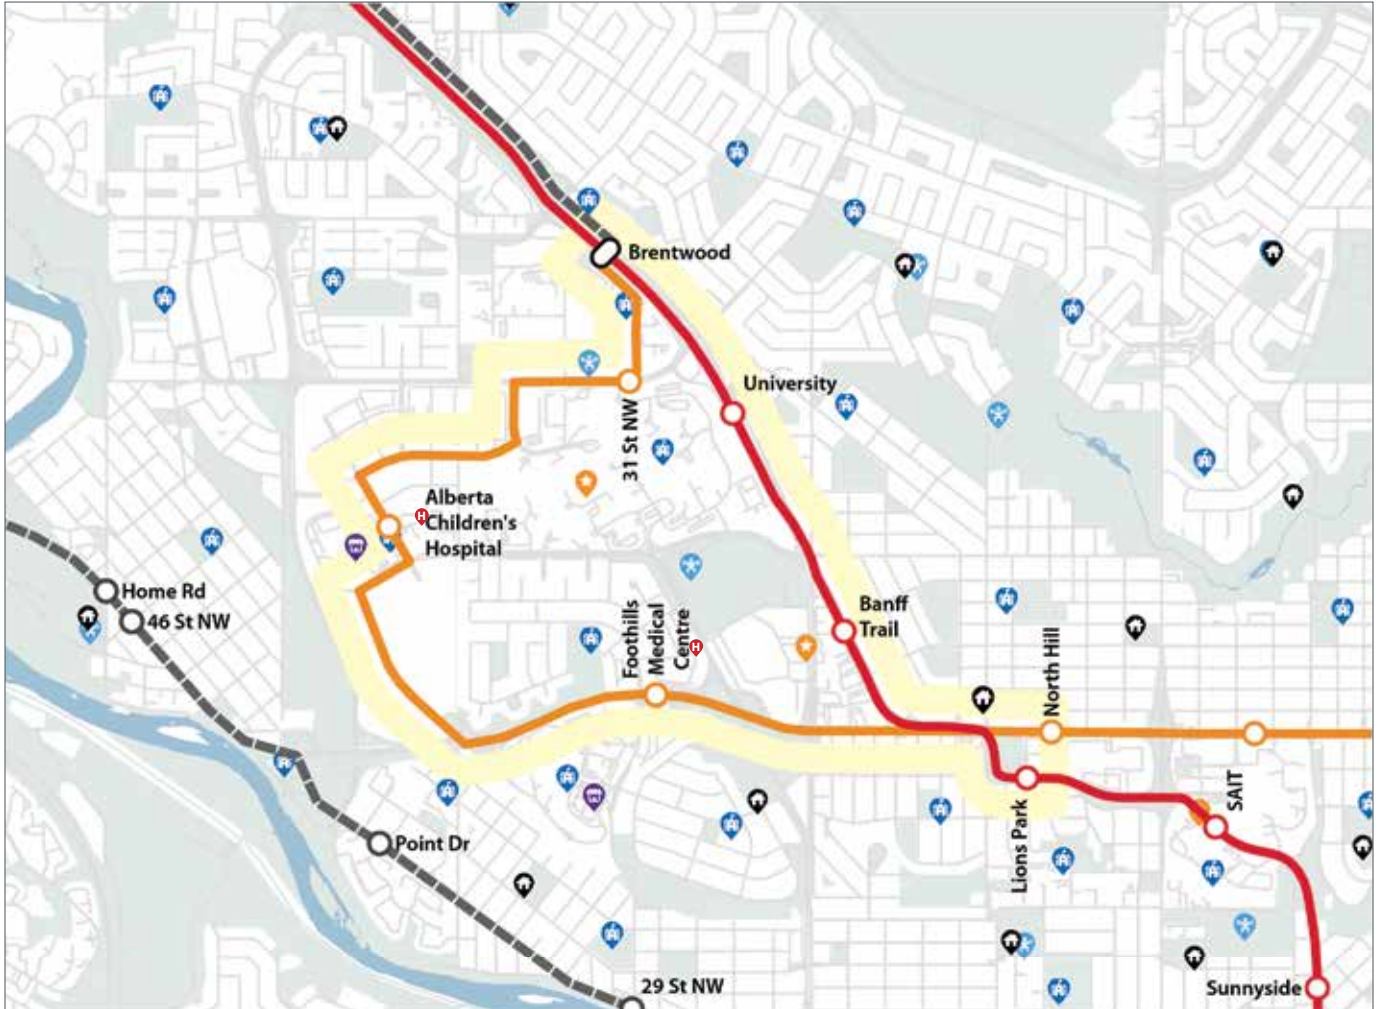 Brentwood
University
31 St NW
Alberta
Children's
Hospital
H
Home Rd
46 St NW
Banff
Trail
Foothills
Medical
Centre
H
North Hill
SAIT
Lions Park
Point Dr
29 St NW
Sunnyside